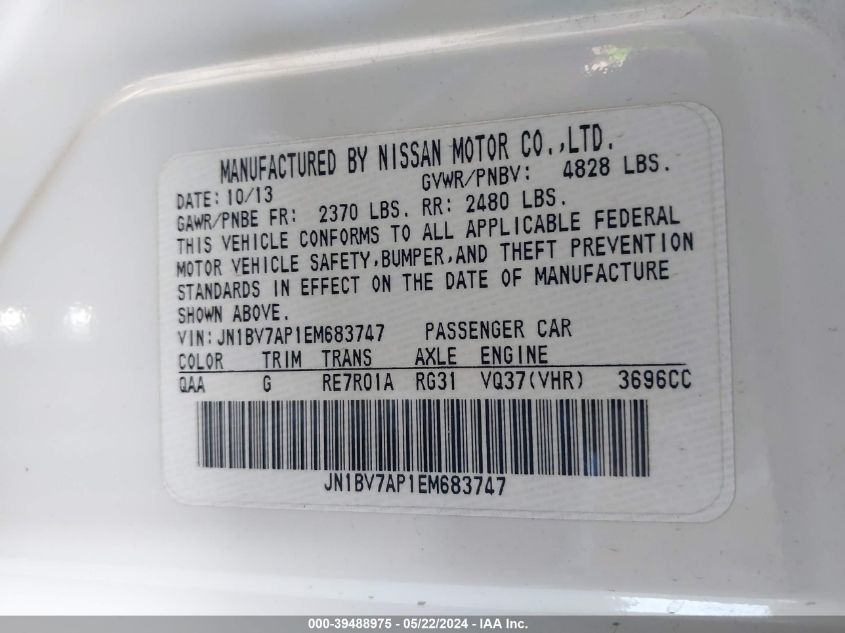 MANUFACTURED BY NISSAN MOTOR CO.,LTD.
DATE: 10/13 GVWR/PNBV: 4828 LBS.
GAWR/PNBE FR: 2370 LBS. RR: 2480 LBS.
THIS VEHICLE CONFORMS TO ALL APPLICABLE FEDERAL
MOTOR VEHICLE SAFETY,BUMPER,AND THEFT PREVENTION
STANDARDS IN EFFECT ON THE DATE OF MANUFACTURE
SHOWN ABOVE.
VIN: JN1BV7AP1EM683747 PASSENGER CAR
COLOR TRIM TRANS AXLE ENGINE
QAA G RE7R01A RG31 VQ37(VHR) 3696CC
JN1BV7AP1EM683747
000-39488975 - 05/22/2024 - IAA Inc.